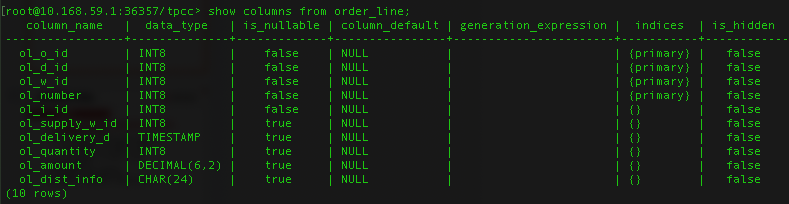 [root@10.168.59.1:36357/tpcc> show columns from order_line;
  column_name   |  data_type   | is_nullable | column_default | generation_expression |  indices  | is_hidden
----------------+--------------+-------------+----------------+-----------------------+-----------+------------
  ol_o_id       | INT8         |    false    | NULL           |                       | {primary} |   false
  ol_d_id       | INT8         |    false    | NULL           |                       | {primary} |   false
  ol_w_id       | INT8         |    false    | NULL           |                       | {primary} |   false
  ol_number     | INT8         |    false    | NULL           |                       | {primary} |   false
  ol_i_id       | INT8         |    false    | NULL           |                       | {}        |   false
  ol_supply_w_id | INT8         |    true     | NULL           |                       | {}        |   false
  ol_delivery_d | TIMESTAMP    |    true     | NULL           |                       | {}        |   false
  ol_quantity   | INT8         |    true     | NULL           |                       | {}        |   false
  ol_amount     | DECIMAL(6,2) |    true     | NULL           |                       | {}        |   false
  ol_dist_info  | CHAR(24)     |    true     | NULL           |                       | {}        |   false
(10 rows)